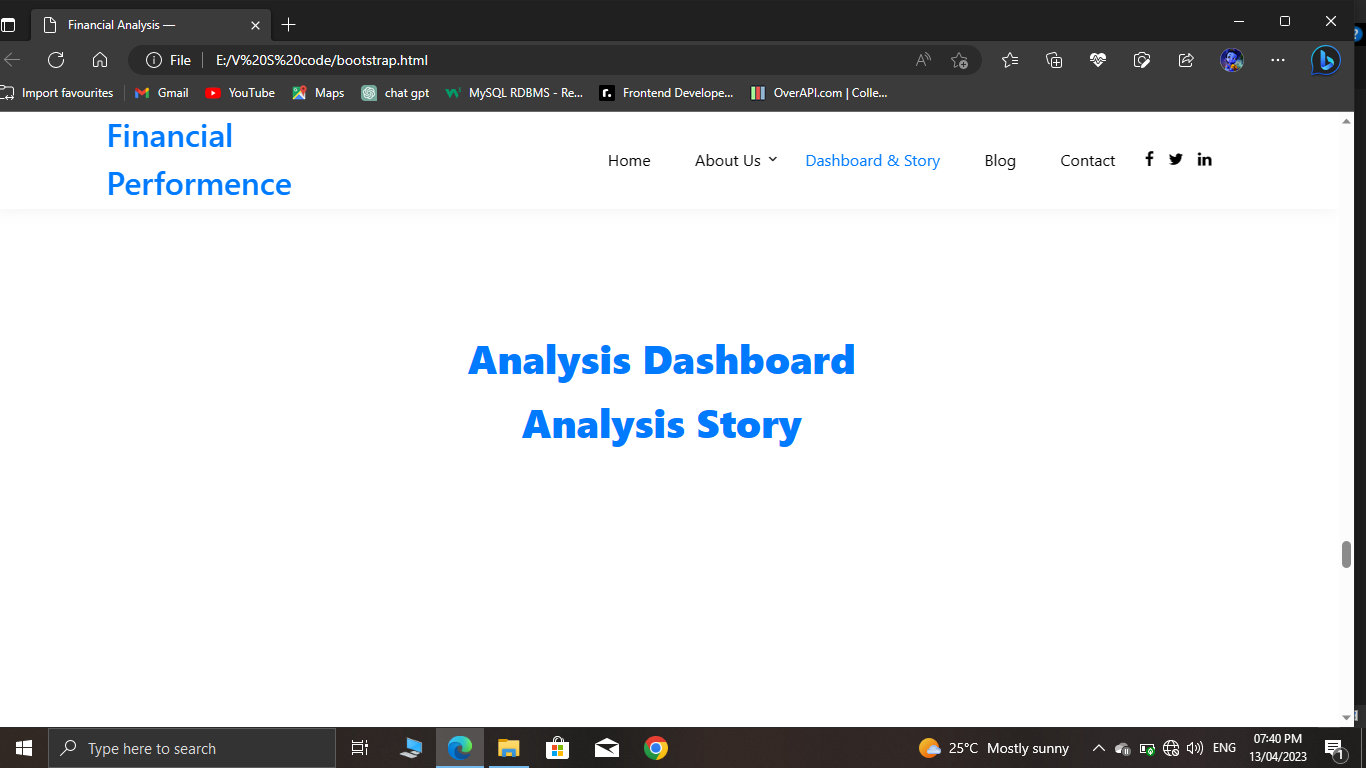 Financial Analysis —
File
E:/V%20S%20code/bootstrap.html
Import favourites
Gmail
YouTube
Maps
chat gpt
MySQL RDBMS - Re...
Frontend Develope...
OverAPI.com | Colle...
Financial
Performence
Home
About Us
Dashboard & Story
Blog
Contact
Analysis Dashboard
Analysis Story
Type here to search
25°C Mostly sunny
ENG
07:40 PM
13/04/2023
1